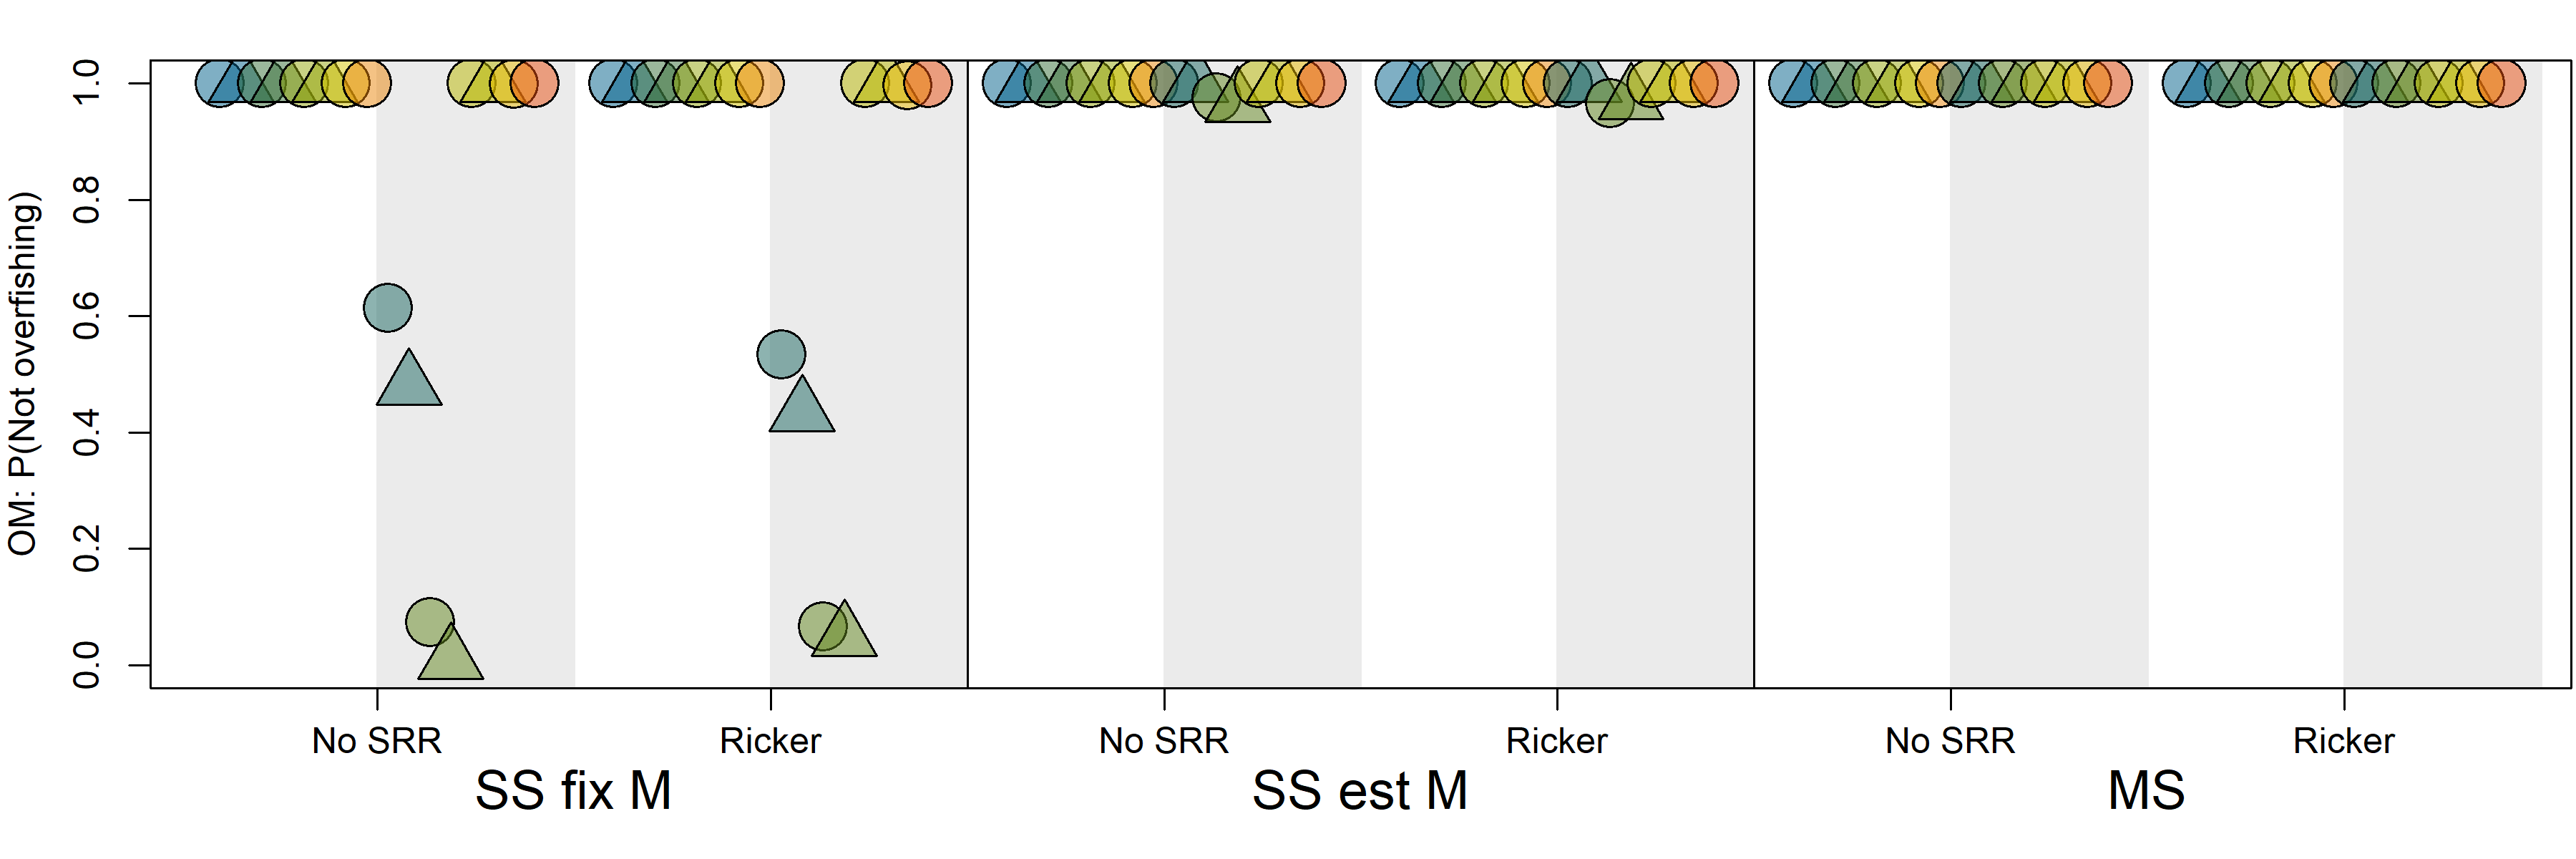 OM: P(Not overfishing)
1.0
0.8
0.6
0.4
0.2
0.0
No SRR Ricker No SRR Ricker No SRR Ricker
SS fix M SS est M MS